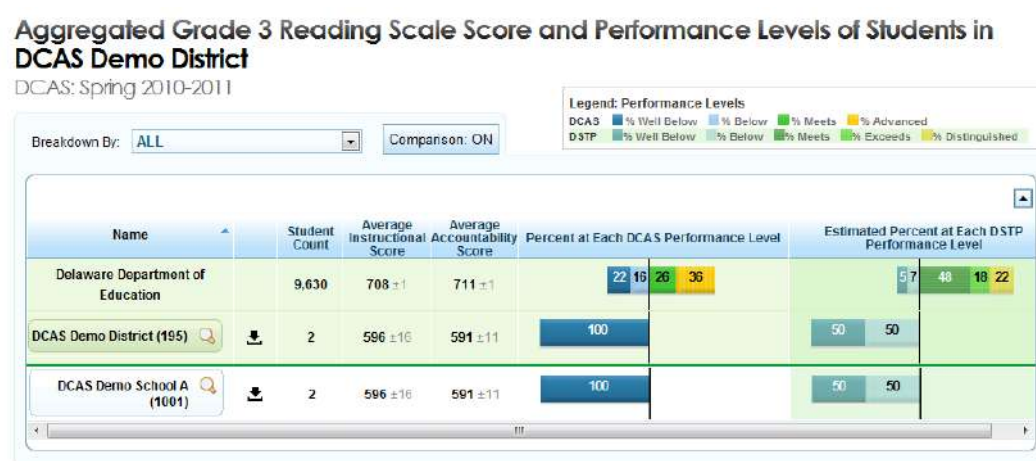 Aggregated Grade 3 Reading Scale Score and Performance Levels of Students in
DCAS Demo District
DCAS: Spring 2010-2011
Legend: Performance Levels
DCAS % Well Below % Below % Meets % Advanced
DSTP % Well Below % Below % Meets % Exceeds % Distinguished
Breakdown By: ALL Comparison: ON
Name
Student
Count
Average
Instructional
Score
Average
Accountability
Score
Percent at Each DCAS Performance Level
Estimated Percent at Each DSTP
Performance Level
Delaware Department of
Education
9,630 708 ±1 711 ±1 22 16 26 36 5 7 48 18 22
DCAS Demo District (195) 2 596 ±16 591 ±11 100 50 50
DCAS Demo School A
(1001)
2 596 ±16 591 ±11 100 50 50